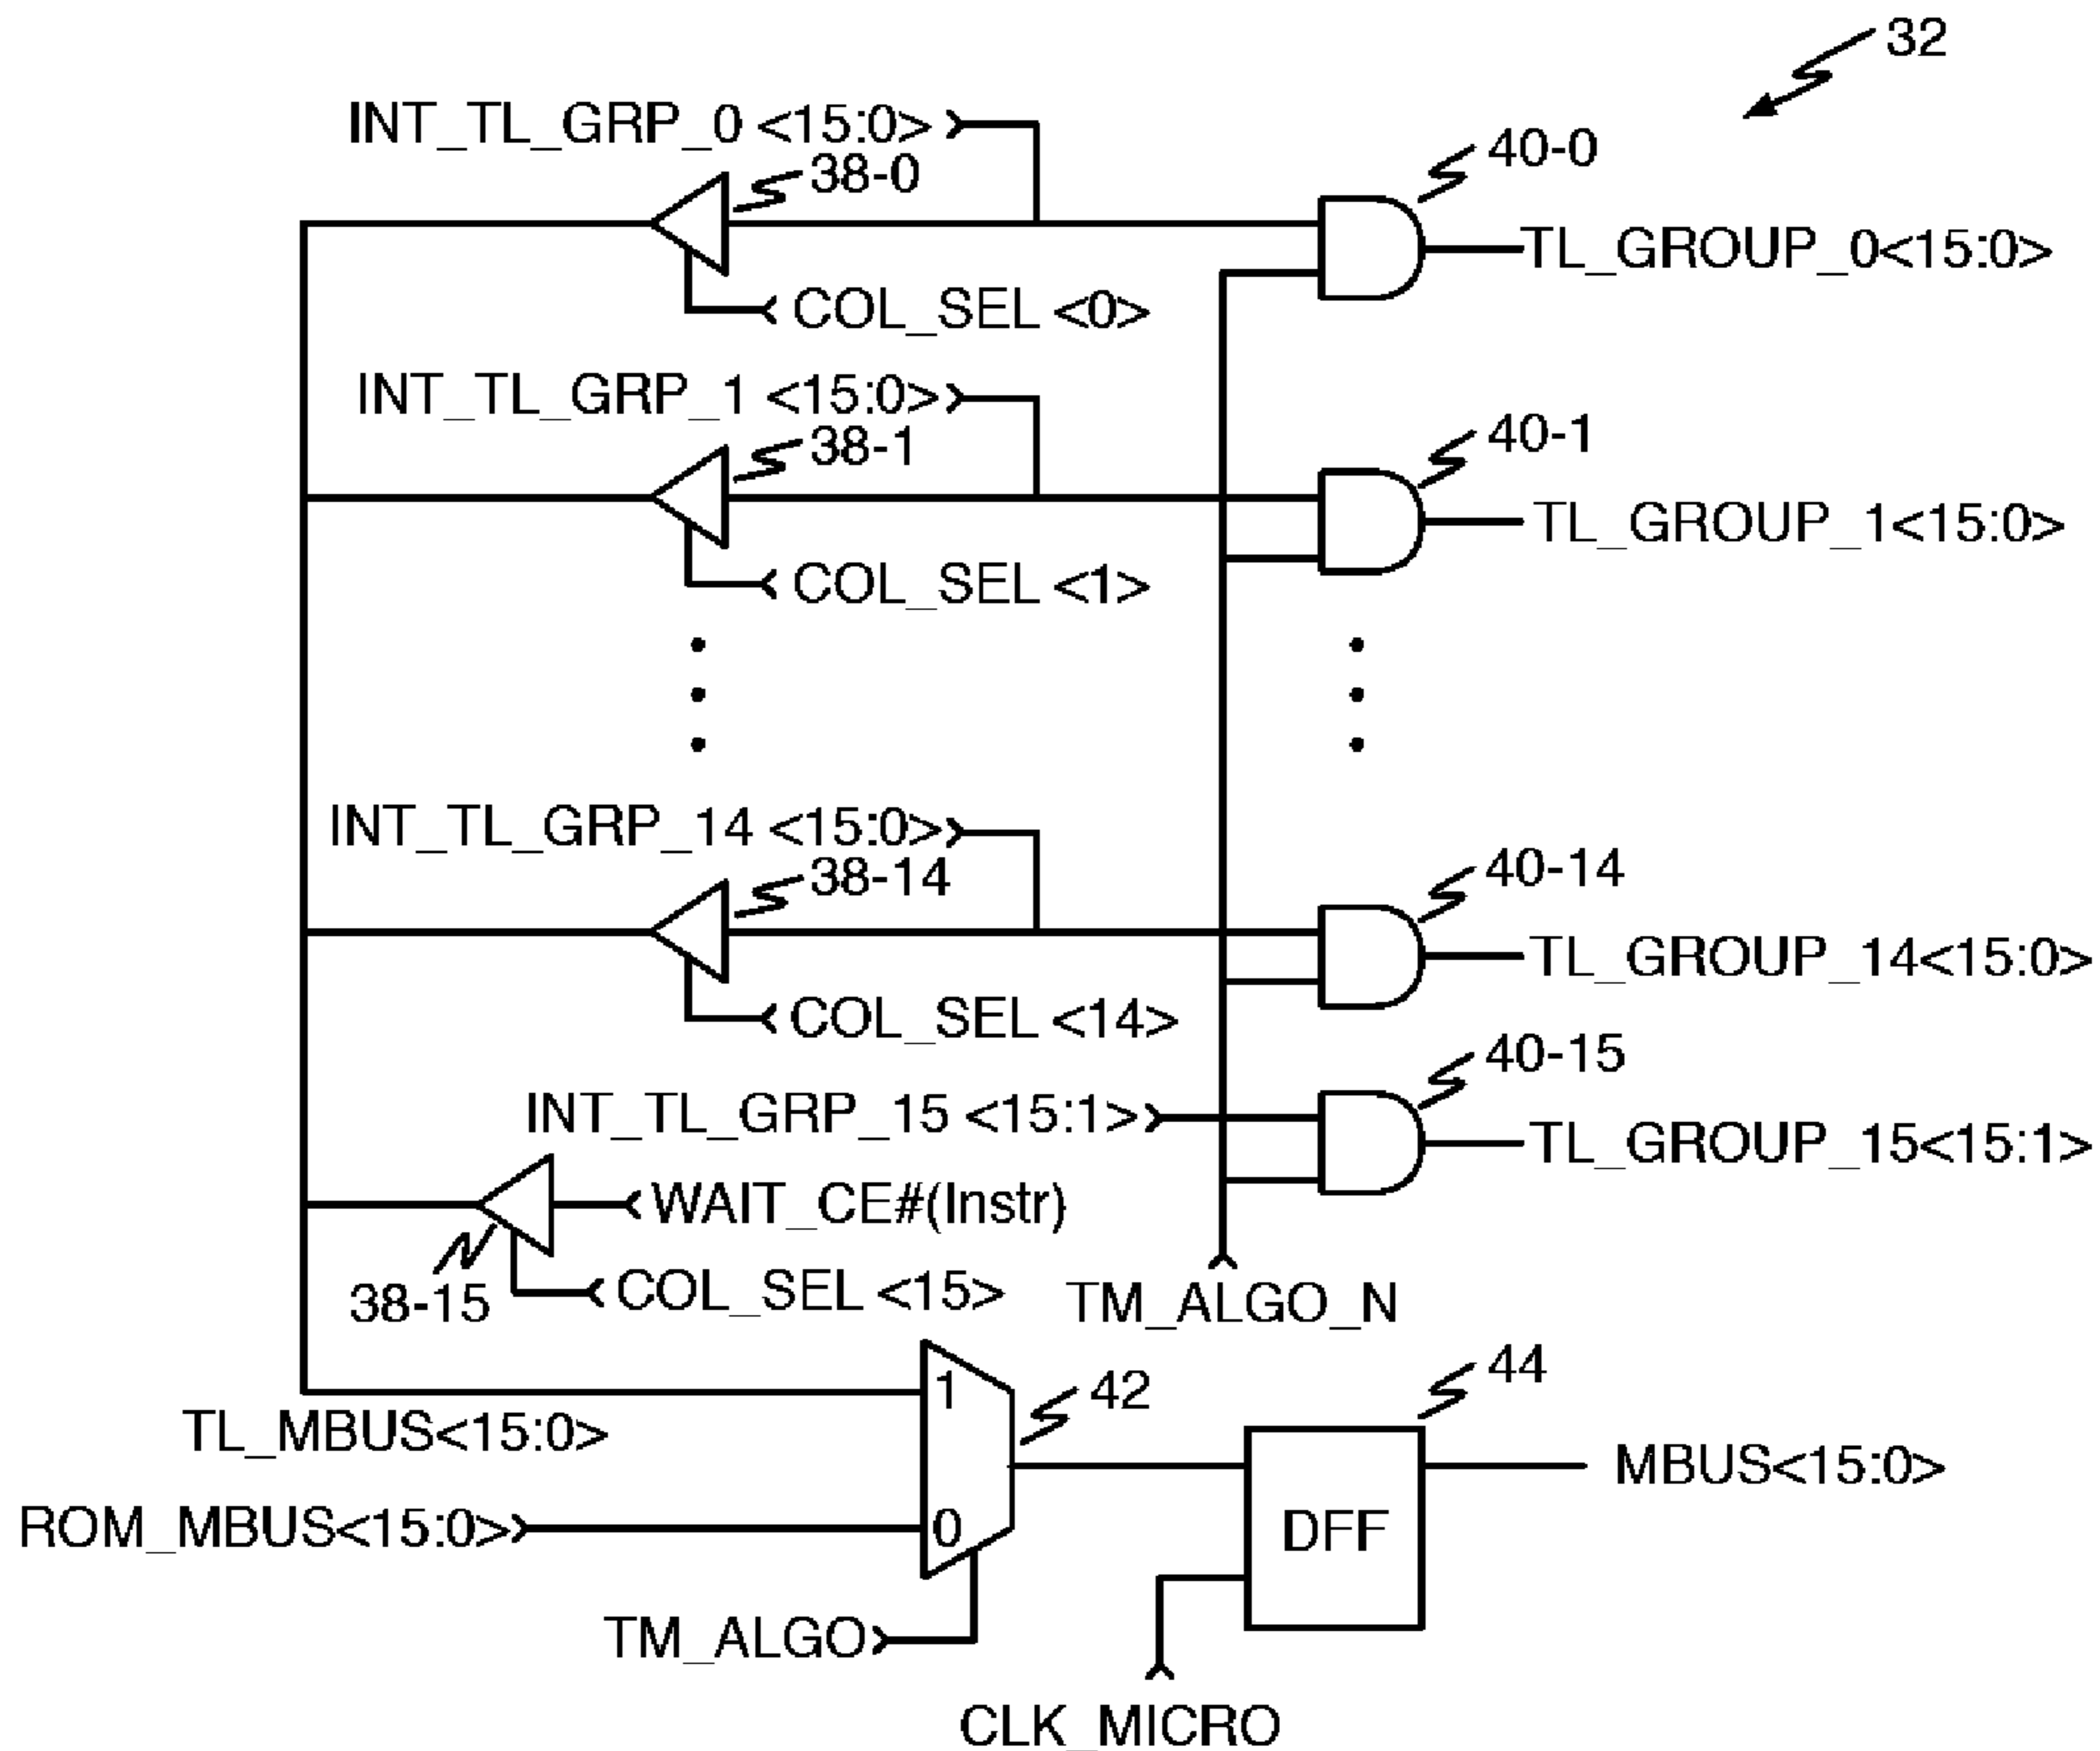 32
INT_TL_GRP_0 <15:0>
38-0
40-0
TL_GROUP_0<15:0>
COL_SEL <0>
INT_TL_GRP_1 <15:0>
38-1
40-1
TL_GROUP_1<15:0>
COL_SEL <1>
INT_TL_GRP_14 <15:0>
38-14
40-14
TL_GROUP_14<15:0>
COL_SEL <14>
40-15
INT_TL_GRP_15 <15:1>
TL_GROUP_15<15:1>
WAIT_CE#(Instr)
38-15
COL_SEL <15>
TM_ALGO_N
1
42
44
TL_MBUS<15:0>
MBUS<15:0>
ROM_MBUS<15:0>
0
DFF
TM_ALGO
CLK_MICRO